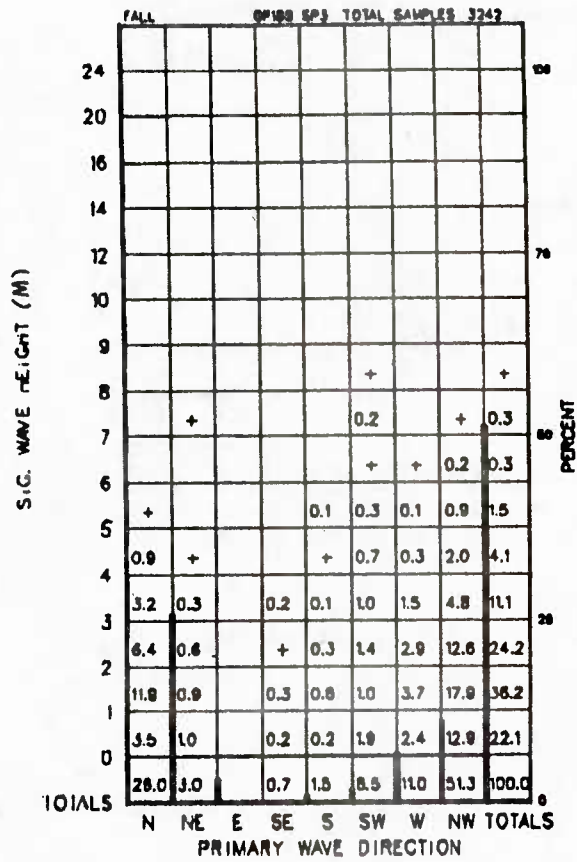 FALL GP189 SP3 TOTAL SAMPLES 3242
24
20
16
14
12
10
9
+ +
8
+ 0.2 + 0.3
7
+ + 0.2 0.3
6
+ 0.1 0.3 0.1 0.9 1.5
5
0.9 + + 0.7 0.3 2.0 4.1
4
3.2 0.3 0.2 0.1 1.0 1.5 4.8 11.1
3
6.4 0.6 + 0.3 1.4 2.9 12.6 24.2
2
11.9 0.9 0.3 0.6 1.0 3.7 17.9 36.2
1
3.5 1.0 0.2 0.2 1.9 2.4 12.9 22.1
0
26.0 3.0 0.7 1.5 6.5 11.0 51.3 100.0
TOTALS
N NE E SE S SW W NW TOTALS
PRIMARY WAVE DIRECTION
SIG. WAVE HEIGHT (M)
PERCENT